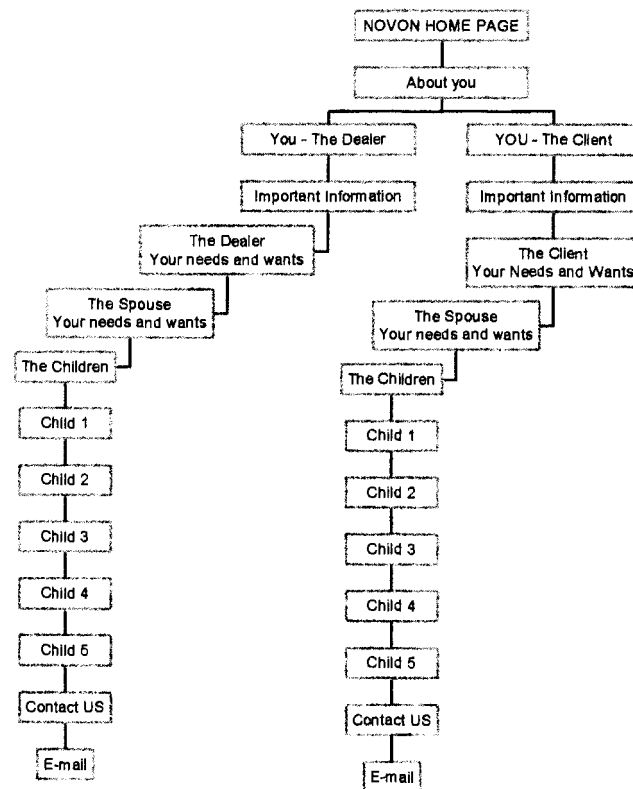 NOVON HOME PAGE
About you
You - The Dealer
Important Information
The Dealer
Your needs and wants
The Spouse
Your needs and wants
The Children
Child 1
Child 2
Child 3
Child 4
Child 5
Contact US
E-mail
YOU - The Client
Important Information
The Client
Your Needs and Wants
The Spouse
Your needs and wants
The Children
Child 1
Child 2
Child 3
Child 4
Child 5
Contact US
E-mail